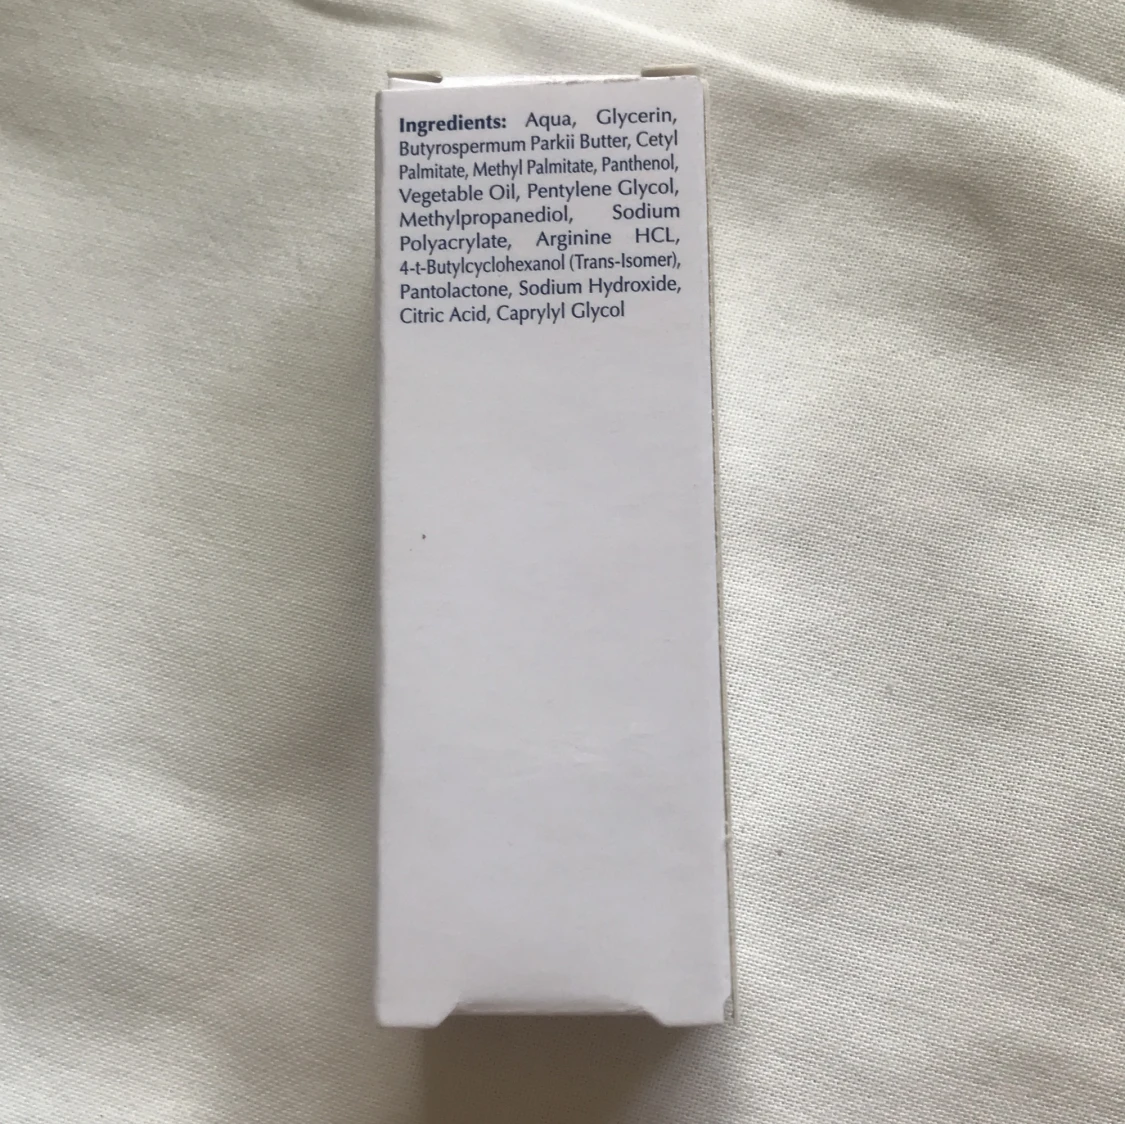 Ingredients: Aqua, Glycerin,
Butyrospermum Parkii Butter, Cetyl
Palmitate, Methyl Palmitate, Panthenol,
Vegetable Oil, Pentylene Glycol,
Methylpropanediol, Sodium
Polyacrylate, Arginine HCL,
4-t-Butylcyclohexanol (Trans-Isomer),
Pantolactone, Sodium Hydroxide,
Citric Acid, Caprylyl Glycol